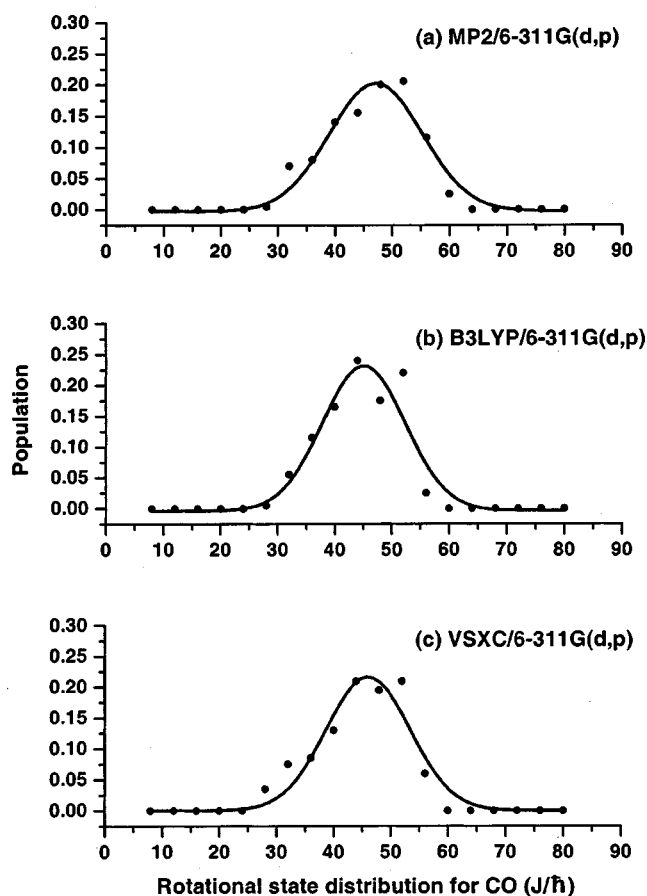 (a) MP2/6-311G(d,p)
0.30
0.25
0.20
0.15
0.10
0.05
0.00
0 10 20 30 40 50 60 70 80 90
(b) B3LYP/6-311G(d,p)
0.30
0.25
0.20
0.15
0.10
0.05
0.00
0 10 20 30 40 50 60 70 80 90
Population
(c) VSXC/6-311G(d,p)
0.30
0.25
0.20
0.15
0.10
0.05
0.00
0 10 20 30 40 50 60 70 80 90
Rotational state distribution for CO (J/ħ)